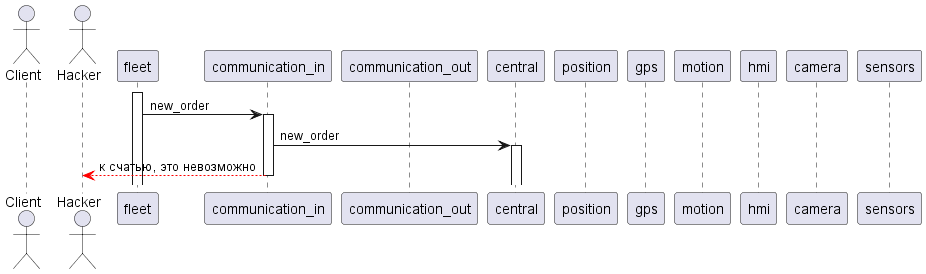 Client
Hacker
fleet
communication_in
communication_out
central
position
gps
motion
hmi
camera
sensors
new_order
new_order
к счатью, это невозможно
Client
Hacker
fleet
communication_in
communication_out
central
position
gps
motion
hmi
camera
sensors